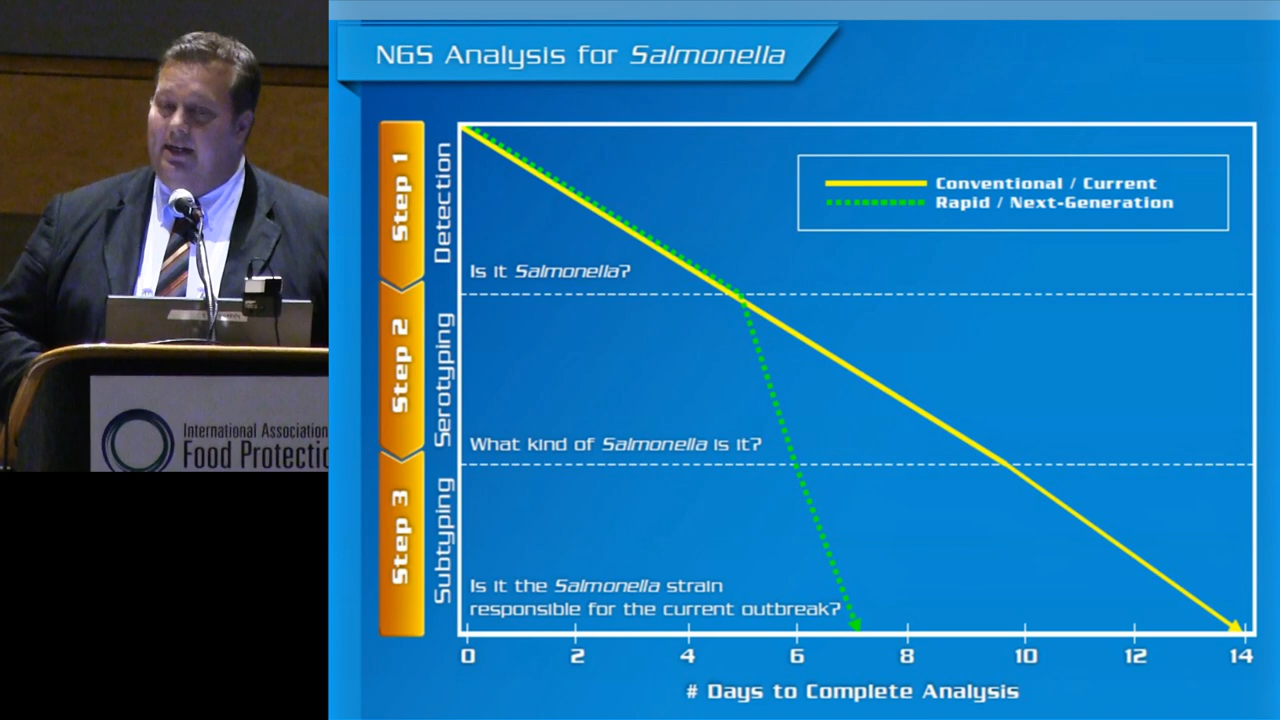 NGS Analysis for Salmonella
Step 1
Detection
Conventional / Current
Rapid / Next-Generation
Is it Salmonella?
Step 2
Serotyping
What kind of Salmonella is it?
Step 3
Subtyping
Is it the Salmonella strain
responsible for the current outbreak?
0 2 4 6 8 10 12 14
# Days to Complete Analysis
International Association
Food Protectio